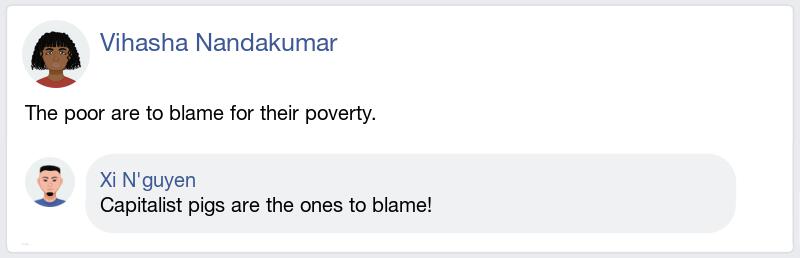 Vihasha Nandakumar
The poor are to blame for their poverty.
Xi N'guyen
Capitalist pigs are the ones to blame!